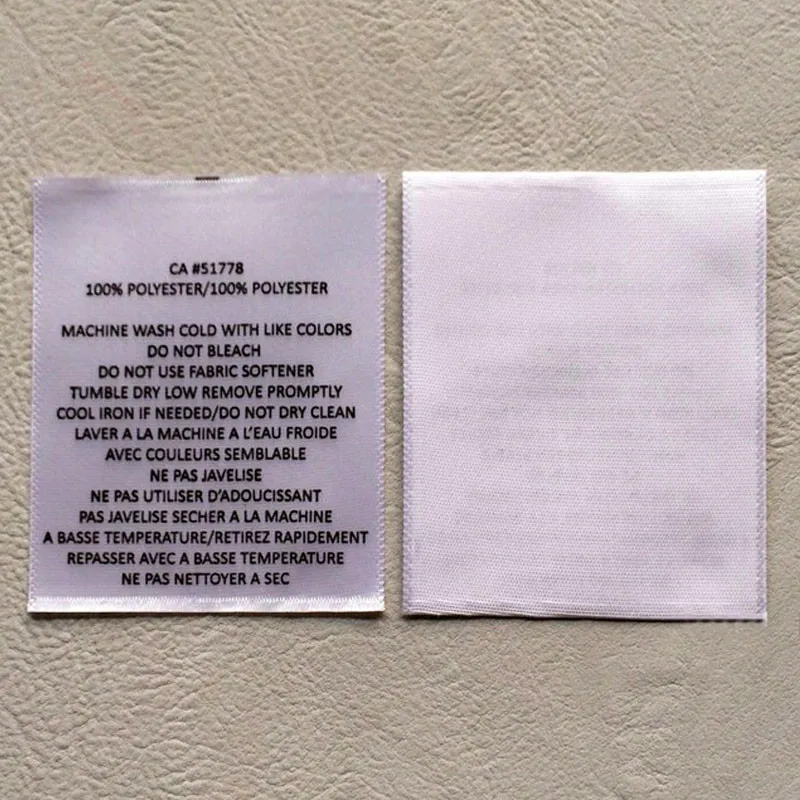 CA #51778
100% POLYESTER/100% POLYESTER
MACHINE WASH COLD WITH LIKE COLORS
DO NOT BLEACH
DO NOT USE FABRIC SOFTENER
TUMBLE DRY LOW REMOVE PROMPTLY
COOL IRON IF NEEDED/DO NOT DRY CLEAN
LAVER A LA MACHINE A L'EAU FROIDE
AVEC COULEURS SEMBLABLE
NE PAS JAVELISE
NE PAS UTILISER D'ADOUCISSANT
PAS JAVELISE SECHER A LA MACHINE
A BASSE TEMPERATURE/RETIREZ RAPIDEMENT
REPASSER AVEC A BASSE TEMPERATURE
NE PAS NETTOYER A SEC